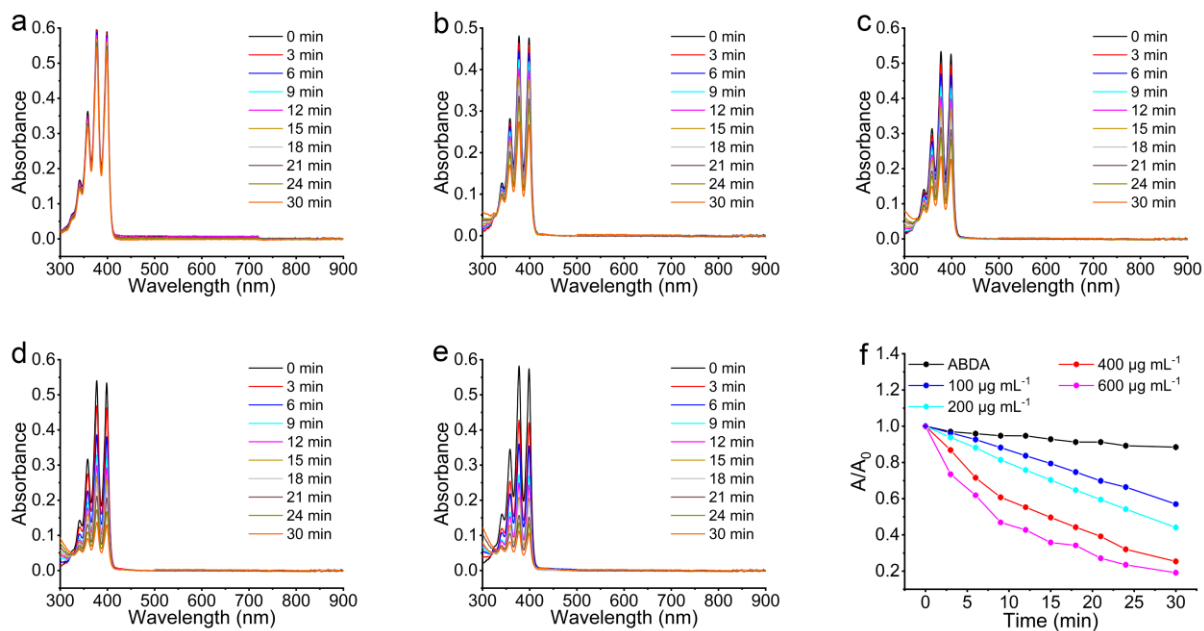 a
0.6
0.5
0.4
0.3
0.2
0.1
0.0
Absorbance
300 400 500 600 700 800 900
Wavelength (nm)
0 min
3 min
6 min
9 min
12 min
15 min
18 min
21 min
24 min
30 min
b
0.5
0.4
0.3
0.2
0.1
0.0
Absorbance
300 400 500 600 700 800 900
Wavelength (nm)
0 min
3 min
6 min
9 min
12 min
15 min
18 min
21 min
24 min
30 min
c
0.6
0.5
0.4
0.3
0.2
0.1
0.0
Absorbance
300 400 500 600 700 800 900
Wavelength (nm)
0 min
3 min
6 min
9 min
12 min
15 min
18 min
21 min
24 min
30 min
d
0.6
0.5
0.4
0.3
0.2
0.1
0.0
Absorbance
300 400 500 600 700 800 900
Wavelength (nm)
0 min
3 min
6 min
9 min
12 min
15 min
18 min
21 min
24 min
30 min
e
0.6
0.5
0.4
0.3
0.2
0.1
0.0
Absorbance
300 400 500 600 700 800 900
Wavelength (nm)
0 min
3 min
6 min
9 min
12 min
15 min
18 min
21 min
24 min
30 min
f
1.4
1.2
1.0
0.8
0.6
0.4
0.2
A/A₀
0 5 10 15 20 25 30
Time (min)
ABDA
100 μg mL⁻¹
200 μg mL⁻¹
400 μg mL⁻¹
600 μg mL⁻¹